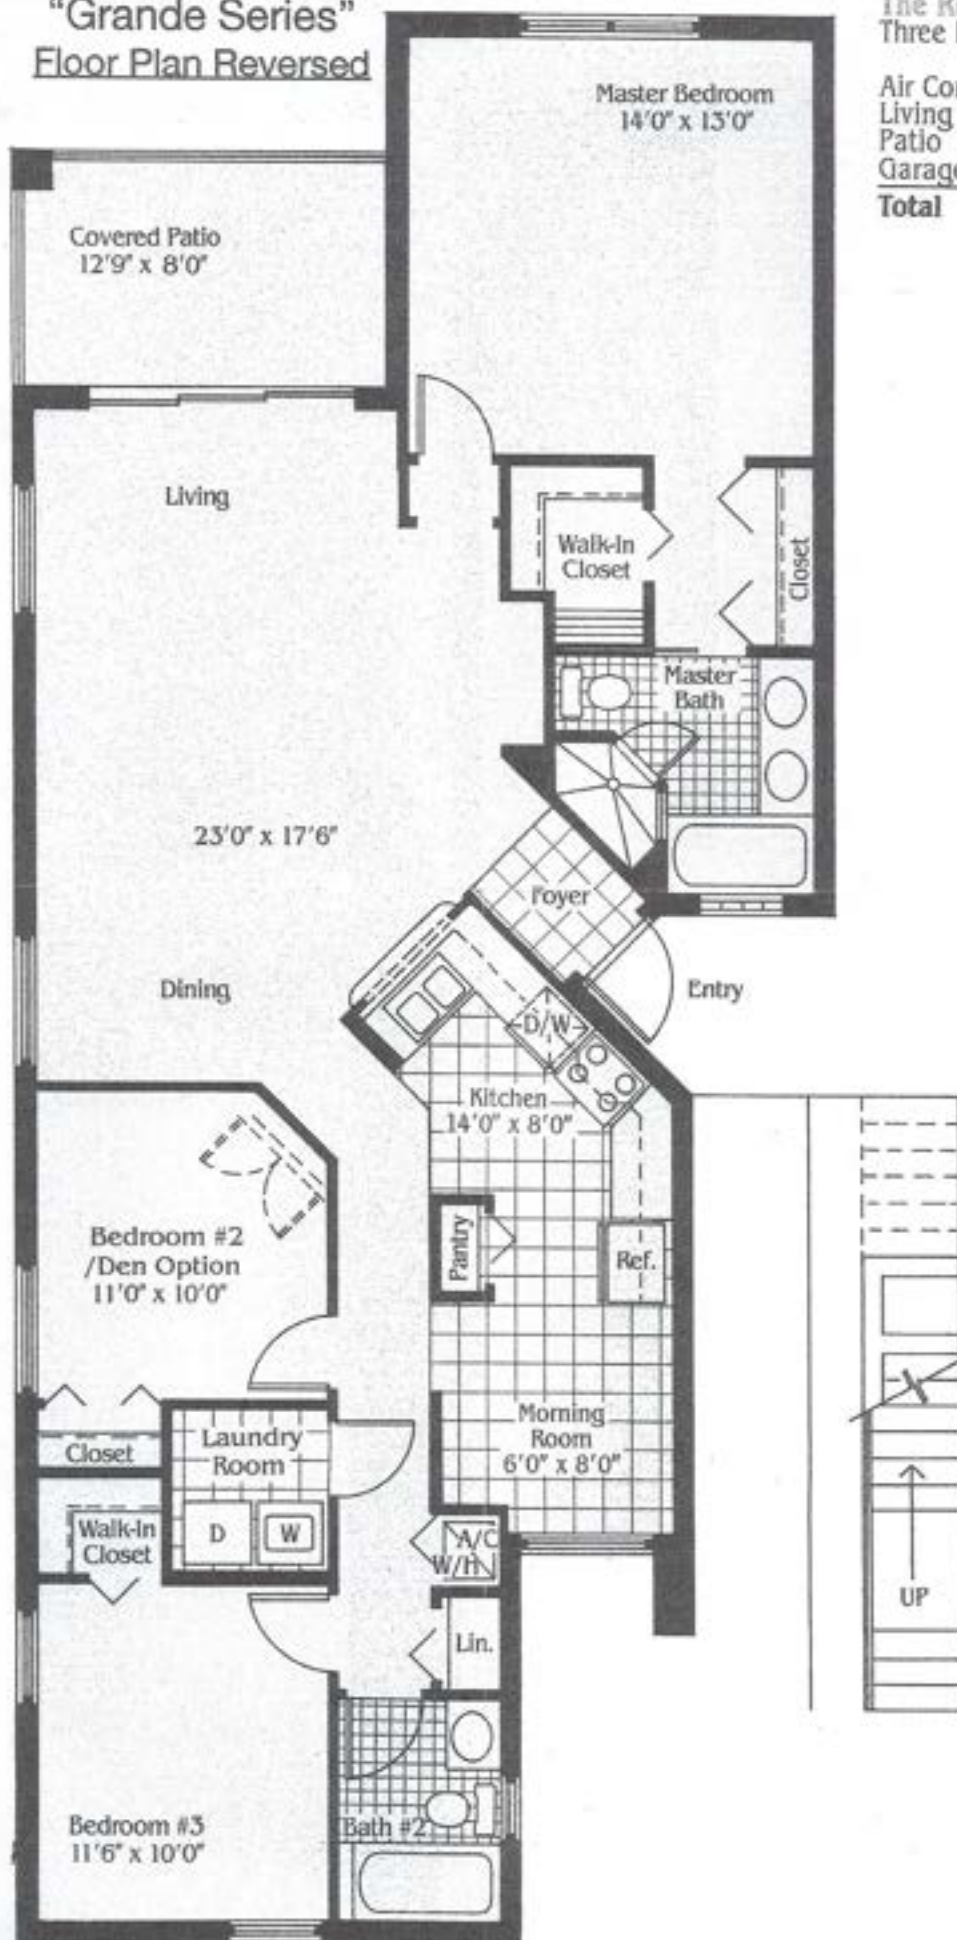 "Grande Series"
Floor Plan Reversed
The
Three
Air
Living
Patio
Garage
Total
Master Bedroom
14'0" x 13'0"
Covered Patio
12'9" x 8'0"
Living
Walk-In
Closet
Closet
Master
Bath
23'0" x 17'6"
Foyer
Dining
Entry
D/W
Kitchen
14'0" x 8'0"
Pantry
Ref.
Bedroom #2
/Den Option
11'0" x 10'0"
Morning
Room
6'0" x 8'0"
Closet
Laundry
Room
D
W
Walk-In
Closet
A/C
W/H
UP
Lin.
Bedroom #3
11'6" x 10'0"
Bath #2